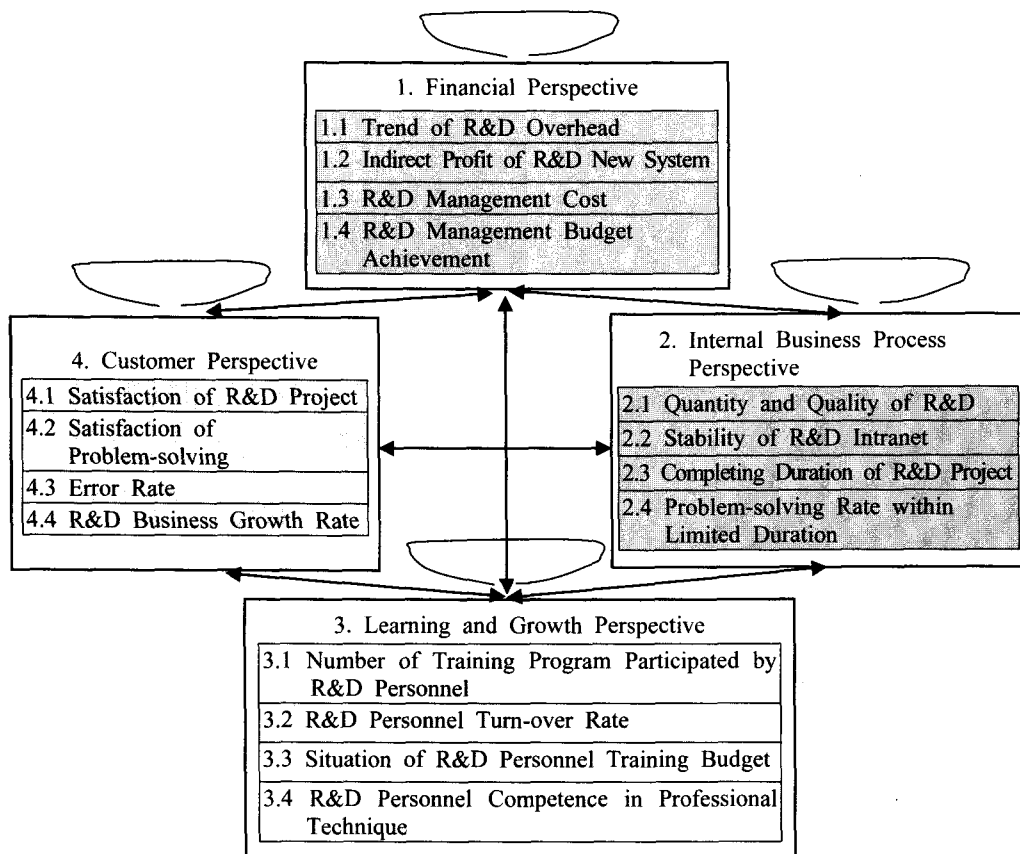 1. Financial Perspective
1.1 Trend of R&D Overhead
1.2 Indirect Profit of R&D New System
1.3 R&D Management Cost
1.4 R&D Management Budget
Achievement
4. Customer Perspective
4.1 Satisfaction of R&D Project
4.2 Satisfaction of
Problem-solving
4.3 Error Rate
4.4 R&D Business Growth Rate
2. Internal Business Process
Perspective
2.1 Quantity and Quality of R&D
2.2 Stability of R&D Intranet
2.3 Completing Duration of R&D Project
2.4 Problem-solving Rate within
Limited Duration
3. Learning and Growth Perspective
3.1 Number of Training Program Participated by
R&D Personnel
3.2 R&D Personnel Turn-over Rate
3.3 Situation of R&D Personnel Training Budget
3.4 R&D Personnel Competence in Professional
Technique